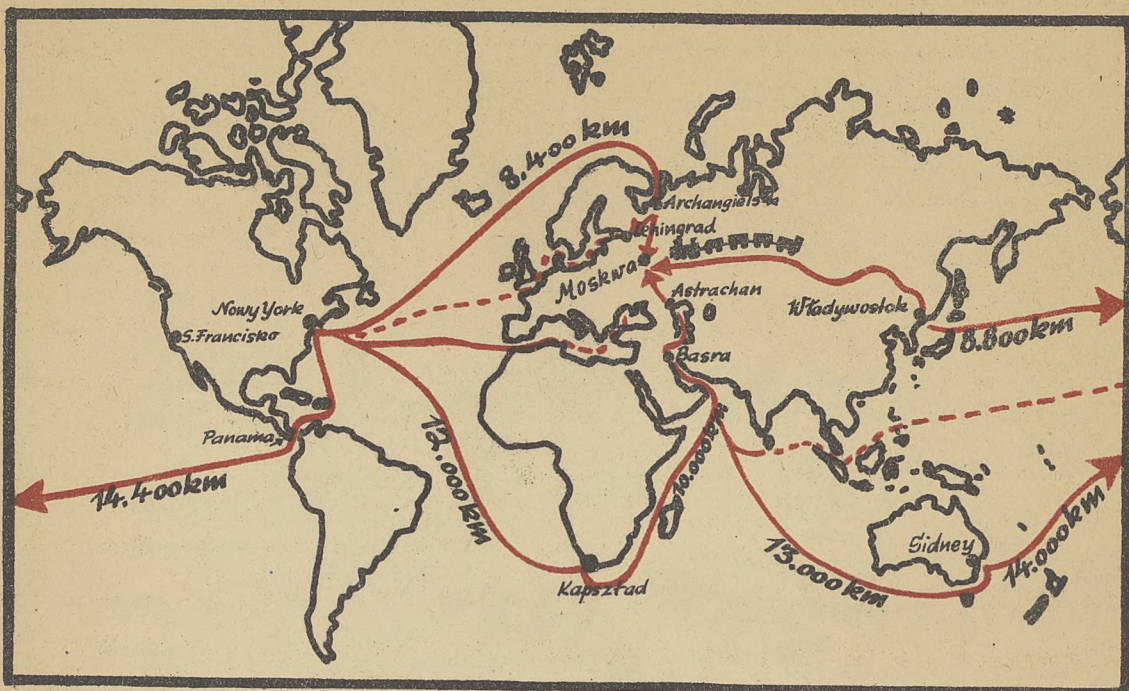 8.400 km
Archangielsk
Leningrad
Moskwa
Nowy York
S.Francisko
Astrachan
Władywostok
8.800 km
Basra
Panama
14.400 km
12.000 km
10.000 km
Sidney
13.000 km
14.000 km
Kapsztad